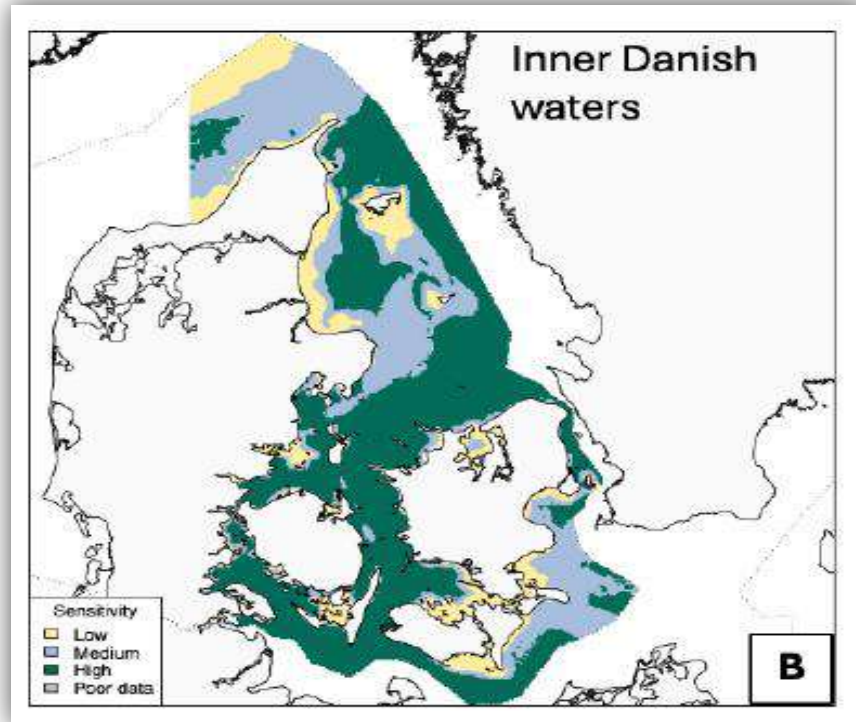 Inner Danish
waters
Sensitivity
Low
Medium
High
Poor data
B